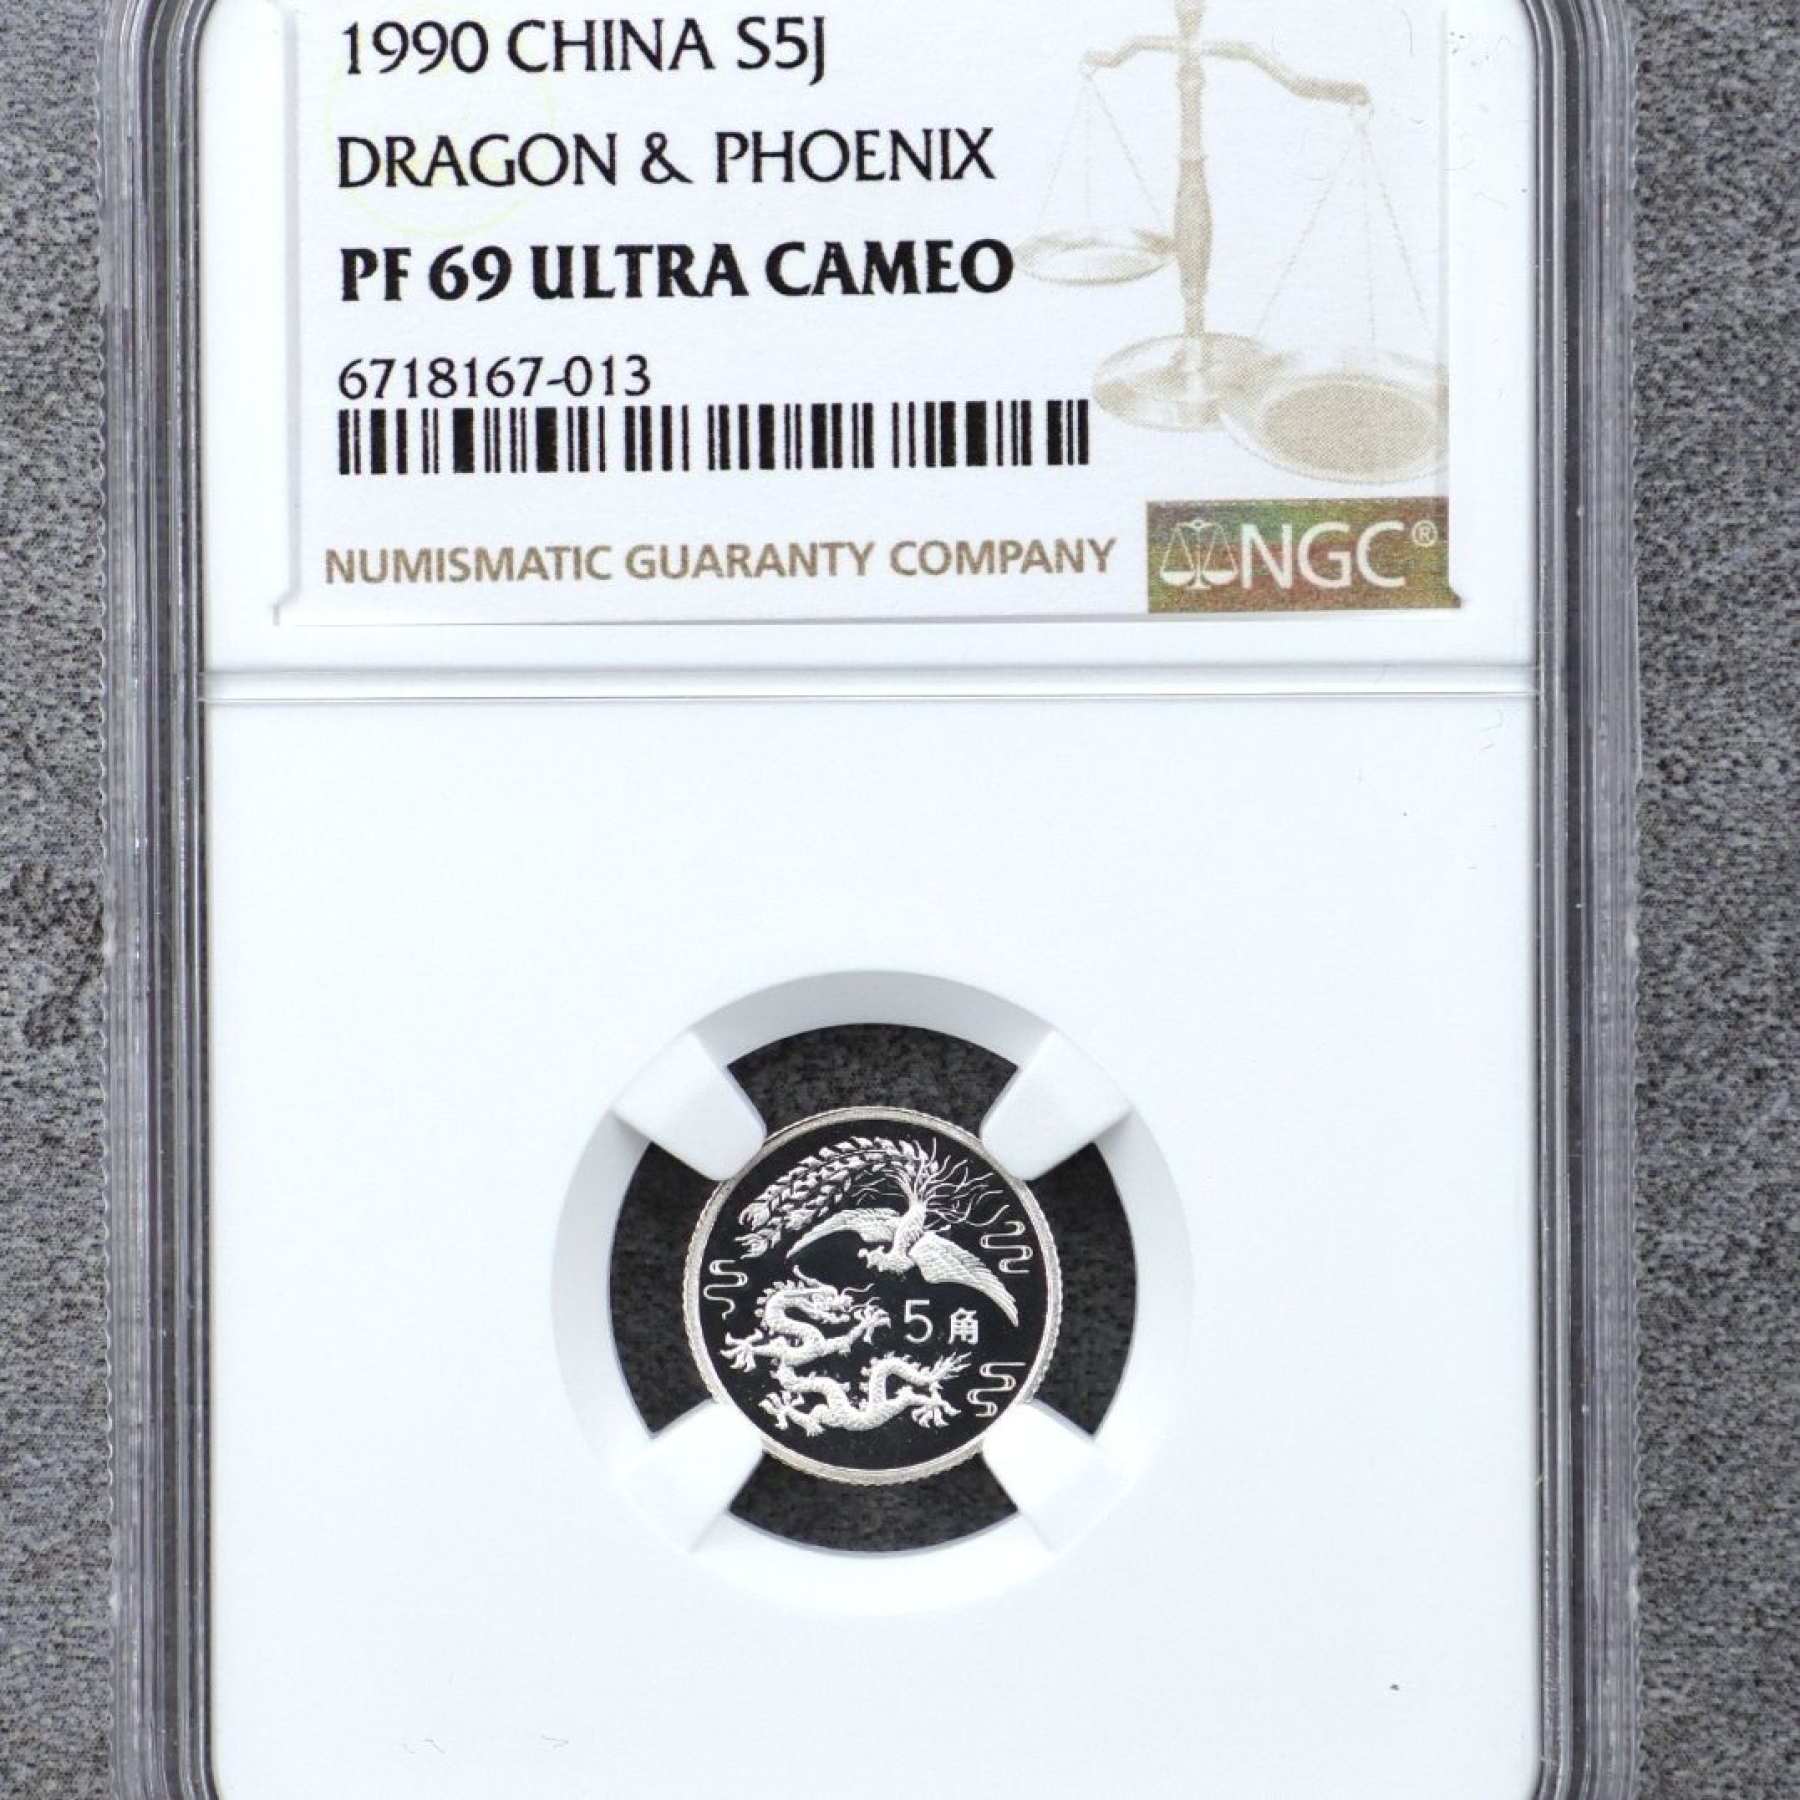 1990 CHINA S5J
DRAGON & PHOENIX
PF 69 ULTRA CAMEO
6718167-013
NUMISMATIC GUARANTY COMPANY
NGC®
5角